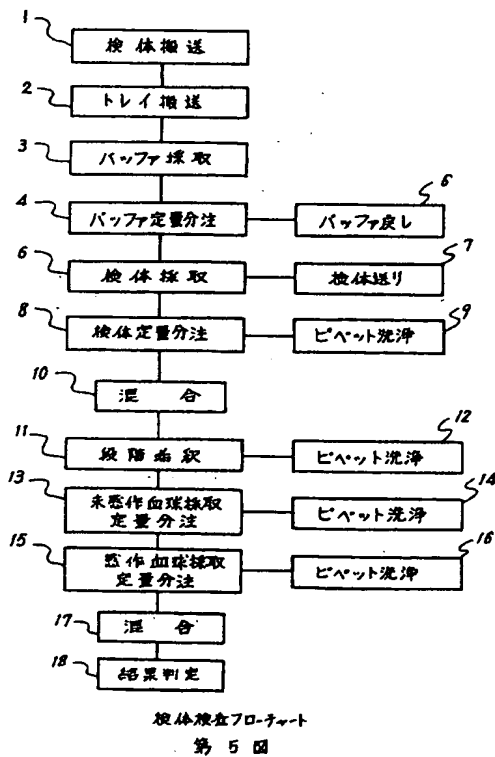 1
検体搬送
2
トレイ搬送
3
バッファ採取
4
バッファ定量分注
6
バッファ戻し
6
検体採取
7
検体送り
8
検体定量分注
9
ピペット洗浄
10
混合
11
段階希釈
12
ピペット洗浄
13
未感作血球採取
定量分注
14
ピペット洗浄
15
感作血球採取
定量分注
16
ピペット洗浄
17
混合
18
結果判定
検体検査フローチャート
第5図